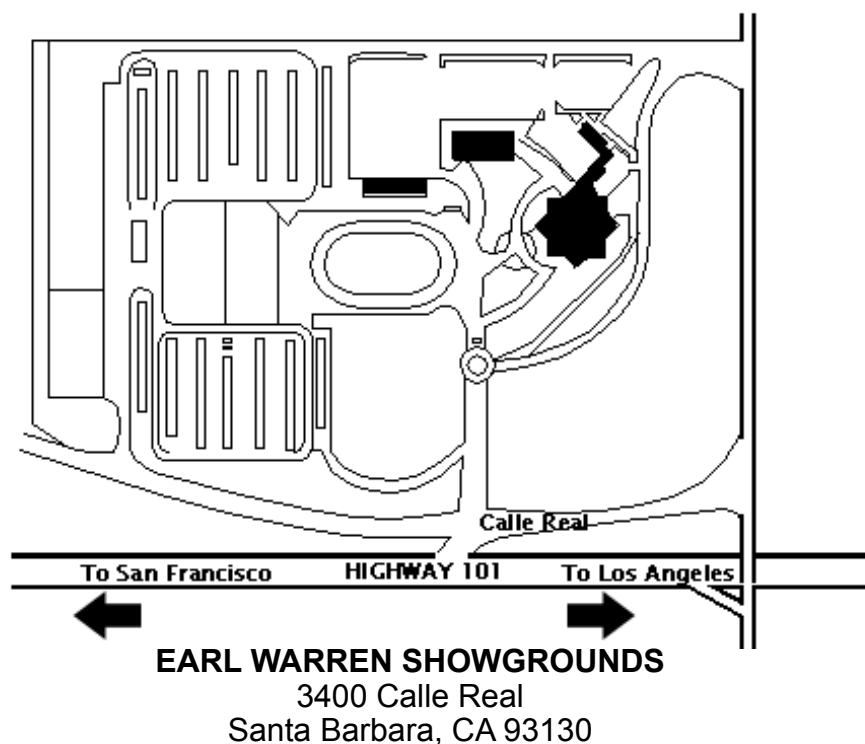 Calle Real
To San Francisco HIGHWAY 101 To Los Angeles
EARL WARREN SHOWGROUNDS
3400 Calle Real
Santa Barbara, CA 93130